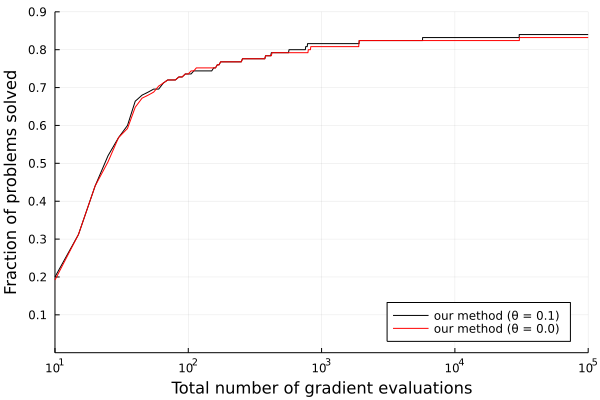 0.9
0.8
0.7
0.6
0.5
0.4
0.3
0.2
0.1
Fraction of problems solved
our method (θ = 0.1)
our method (θ = 0.0)
10¹ 10² 10³ 10⁴ 10⁵
Total number of gradient evaluations